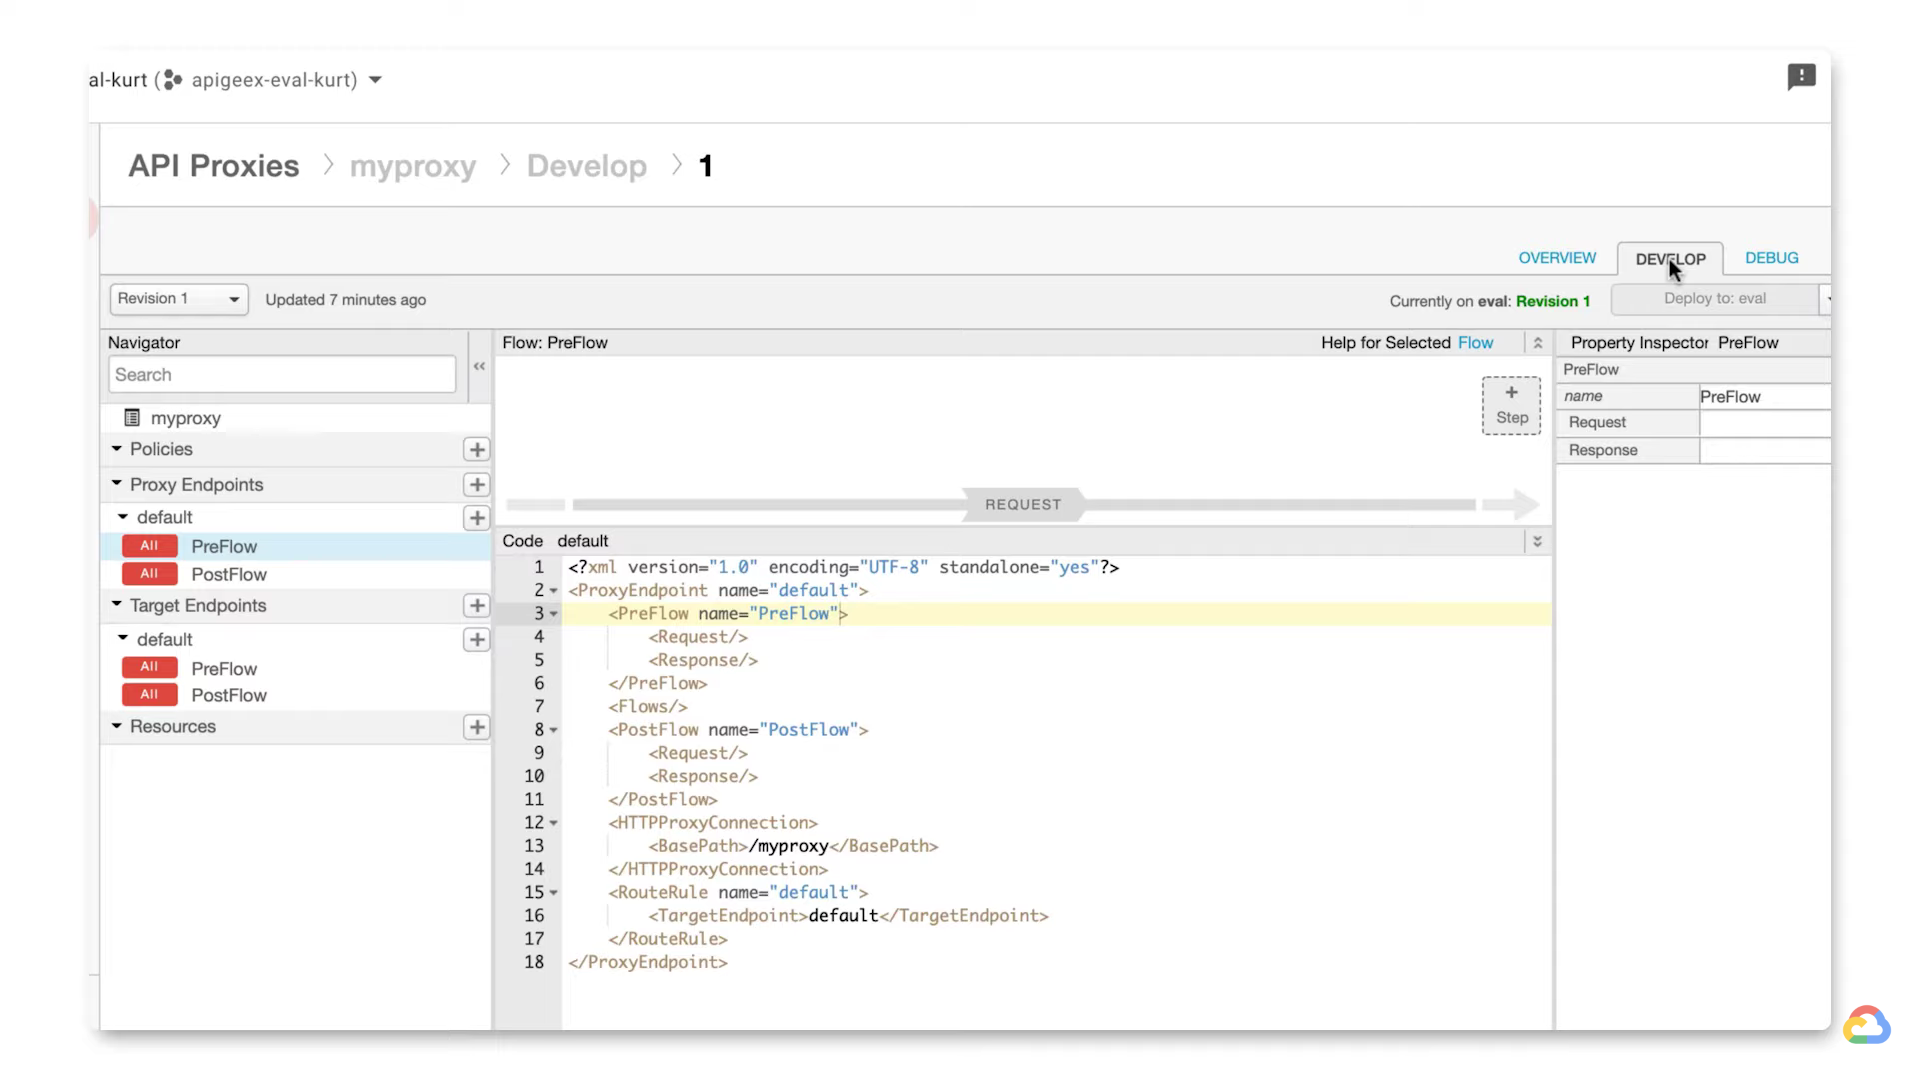 al-kurt ( apigeex-eval-kurt)
API Proxies > myproxy > Develop > 1
OVERVIEW DEVELOP DEBUG
Revision 1 Updated 7 minutes ago Currently on eval: Revision 1 Deploy to: eval
Navigator Flow: PreFlow Help for Selected Flow Property Inspector PreFlow
Search
PreFlow
name PreFlow
Request
Response
+ Step
myproxy
Policies
Proxy Endpoints
default
All PreFlow
All PostFlow
Target Endpoints
default
All PreFlow
All PostFlow
Resources
REQUEST
Code default
1 <?xml version="1.0" encoding="UTF-8" standalone="yes"?>
2 <ProxyEndpoint name="default">
3 <PreFlow name="PreFlow">
4 <Request/>
5 <Response/>
6 </PreFlow>
7 <Flows/>
8 <PostFlow name="PostFlow">
9 <Request/>
10 <Response/>
11 </PostFlow>
12 <HTTPProxyConnection>
13 <BasePath>/myproxy</BasePath>
14 </HTTPProxyConnection>
15 <RouteRule name="default">
16 <TargetEndpoint>default</TargetEndpoint>
17 </RouteRule>
18 </ProxyEndpoint>